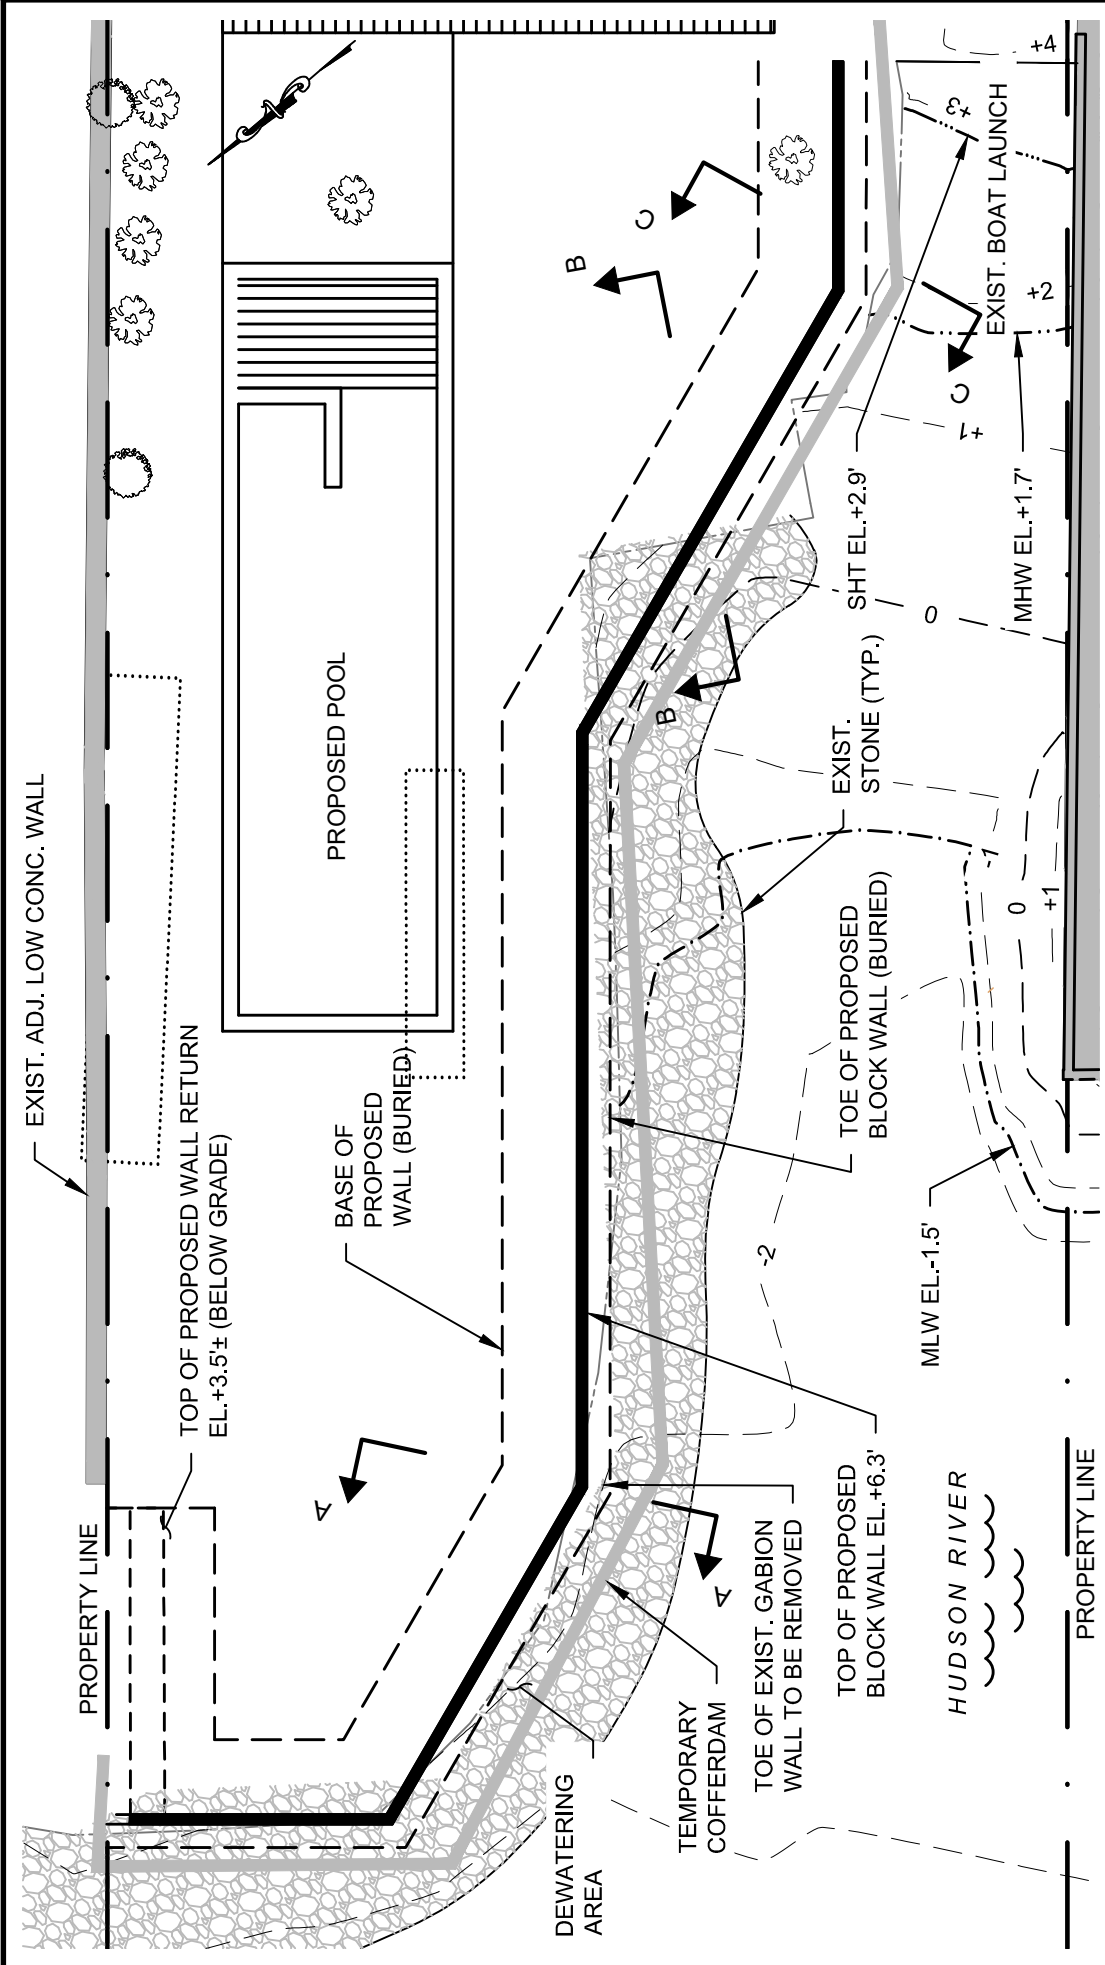 EXIST. ADJ. LOW CONC. WALL
PROPERTY LINE
TOP OF PROPOSED WALL RETURN
EL.+3.5'± (BELOW GRADE)
PROPOSED POOL
BASE OF
PROPOSED
WALL (BURIED)
A
B
C
A
B
C
DEWATERING
AREA
TEMPORARY
COFFERDAM
TOE OF EXIST. GABION
WALL TO BE REMOVED
TOP OF PROPOSED
BLOCK WALL EL.+6.3'
TOE OF PROPOSED
BLOCK WALL (BURIED)
EXIST.
STONE (TYP.)
SHT EL.+2.9'
EXIST. BOAT LAUNCH
MHW EL.+1.7'
MLW EL.-1.5'
HUDSON RIVER
PROPERTY LINE
+4
+3
+2
+1
0
-1
0
+1
-2